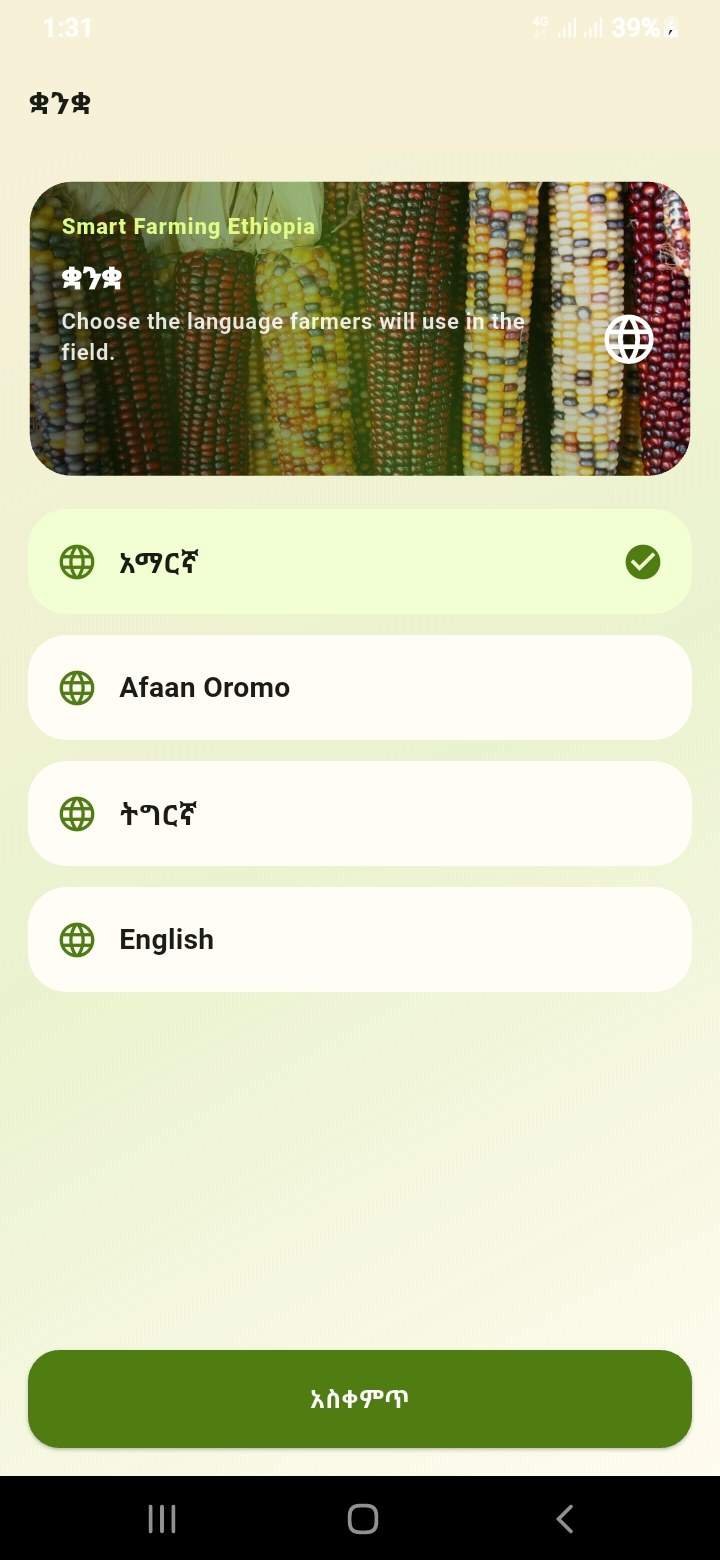 1:31
4G
39%
ቋንቋ
Smart Farming Ethiopia
ቋንቋ
Choose the language farmers will use in the
field.
አማርኛ
Afaan Oromo
ትግርኛ
English
አስቀምጥ